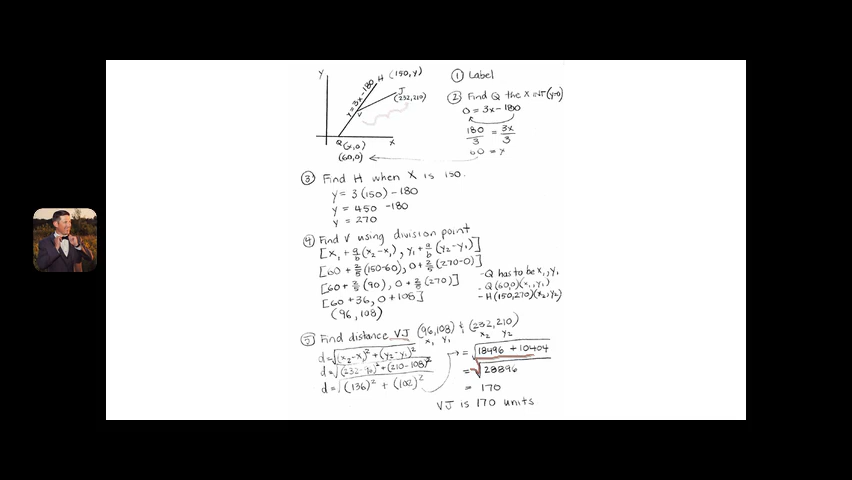 Y
H (150, y)
y = 3x - 180
J
(232,210)
Q (x,0)
X
(60,0)
① Label
② Find Q the X INT (y=0)
0 = 3x - 180
180/3 = 3x/3
60 = x
③ Find H when X is 150.
y = 3(150) - 180
y = 450 - 180
y = 270
④ Find V using division point
[x₁ + a/b (x₂ - x₁), y₁ + a/b (y₂ - y₁)]
[60 + 2/5 (150-60), 0 + 2/5 (270-0)]
[60 + 2/5 (90), 0 + 2/5 (270)]
[60 + 36, 0 + 108]
(96, 108)
- Q has to be x₁, y₁
- Q (60,0)(x₁, y₁)
- H (150,270)(x₂, y₂)
⑤ Find distance VJ (96,108) & (232,210)
x₁ y₁ x₂ y₂
d = √(x₂ - x₁)² + (y₂ - y₁)²
d = √(232 - 96)² + (210 - 108)²
d = √(136)² + (102)²
= √18496 + 10404
= √28896
= 170
VJ is 170 units